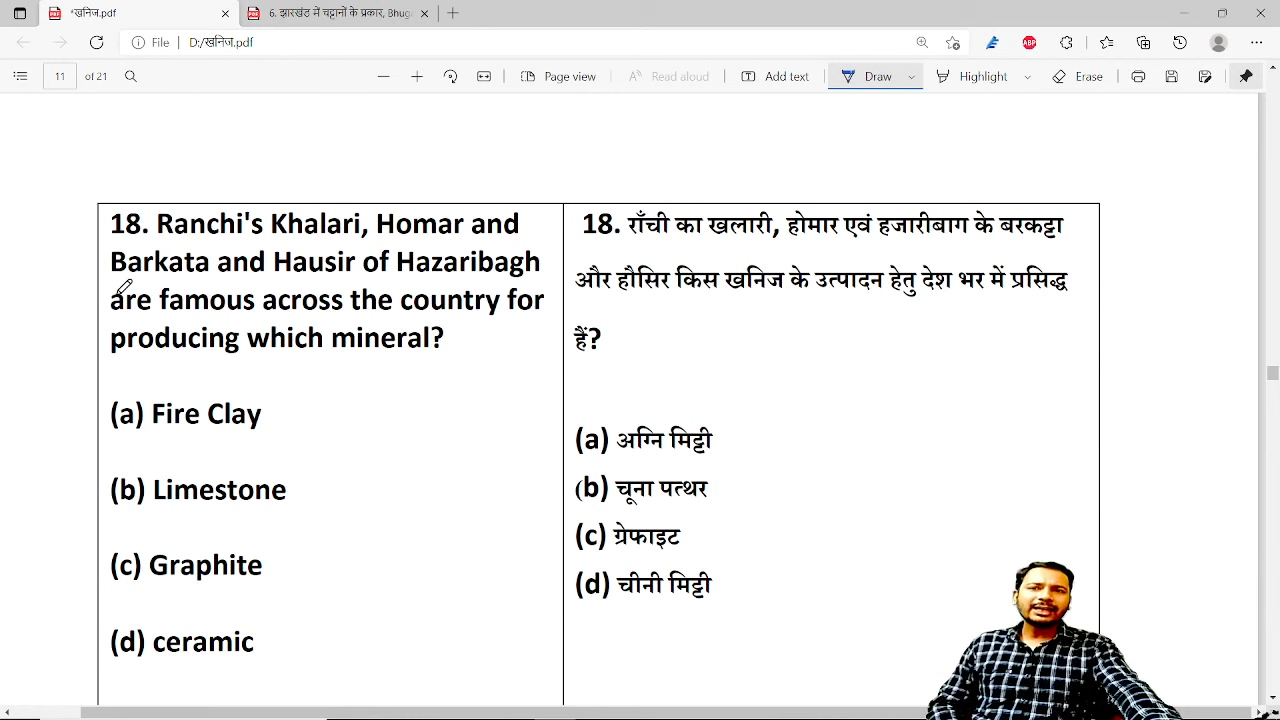 *खनिज.pdf
6. झारखंड में चट्टानों के प्रकार, Bhug
File | D:/खनिज.pdf
11 of 21
Page view
Read aloud
Add text
Draw
Highlight
Erase
18. Ranchi's Khalari, Homar and
Barkata and Hausir of Hazaribagh
are famous across the country for
producing which mineral?
(a) Fire Clay
(b) Limestone
(c) Graphite
(d) ceramic
18. राँची का खलारी, होमार एवं हजारीबाग के बरकट्टा
और हौसिर किस खनिज के उत्पादन हेतु देश भर में प्रसिद्ध
हैं?
(a) अग्नि मिट्टी
(b) चूना पत्थर
(c) ग्रेफाइट
(d) चीनी मिट्टी